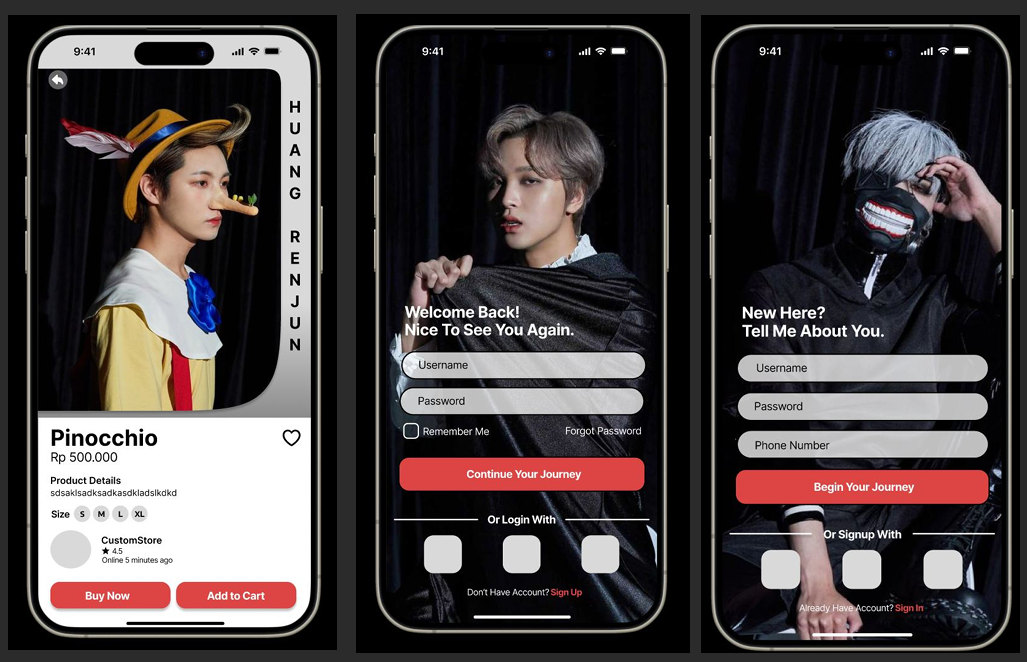 9:41
HUANG RENJUN
Pinocchio
Rp 500.000
Product Details
sdsaklsadksadkasdkladslkdkd
Size S M L XL
CustomStore
★ 4.5
Online 5 minutes ago
Buy Now
Add to Cart
9:41
Welcome Back!
Nice To See You Again.
Username
Password
Remember Me
Forgot Password
Continue Your Journey
Or Login With
Don't Have Account? Sign Up
9:41
New Here?
Tell Me About You.
Username
Password
Phone Number
Begin Your Journey
Or Signup With
Already Have Account? Sign In